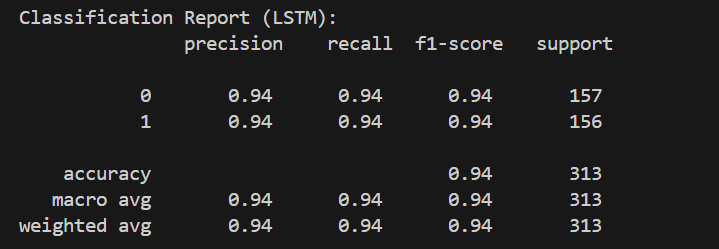 Classification Report (LSTM):
precision recall f1-score support
0 0.94 0.94 0.94 157
1 0.94 0.94 0.94 156
accuracy 0.94 313
macro avg 0.94 0.94 0.94 313
weighted avg 0.94 0.94 0.94 313